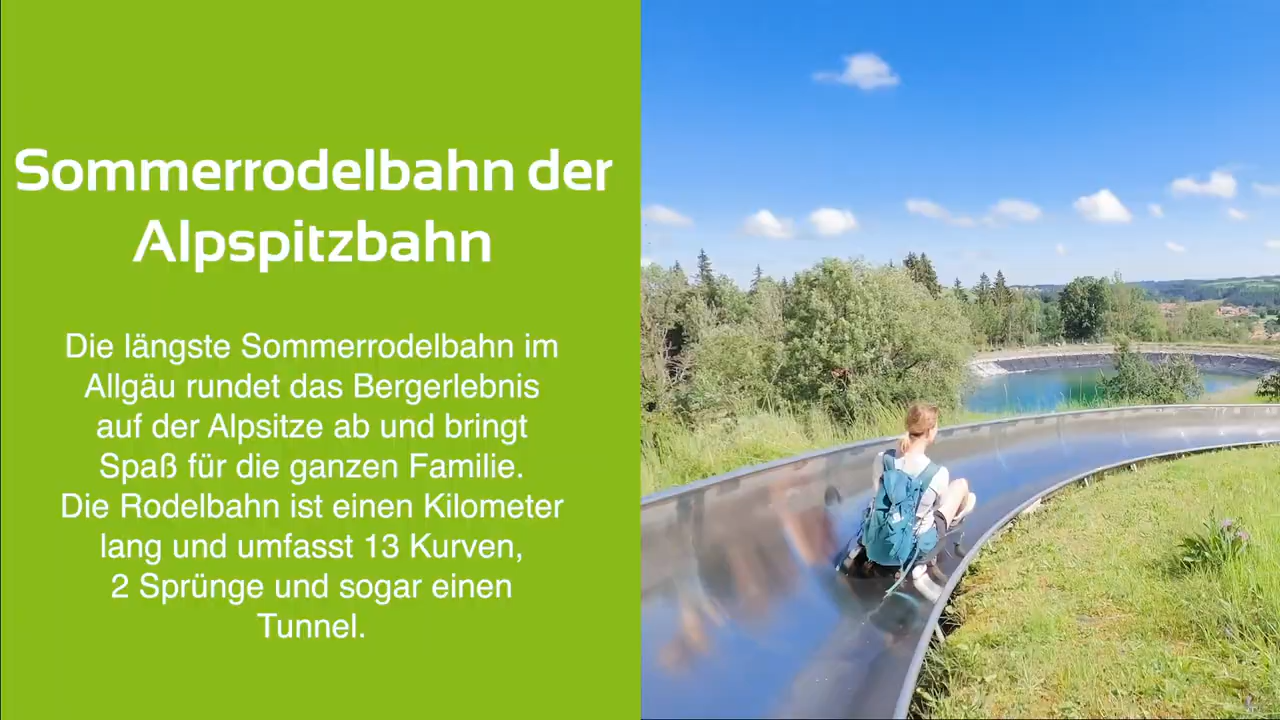 Sommerrodelbahn der
Alpspitzbahn
Die längste Sommerrodelbahn im
Allgäu rundet das Bergerlebnis
auf der Alpsitze ab und bringt
Spaß für die ganzen Familie.
Die Rodelbahn ist einen Kilometer
lang und umfasst 13 Kurven,
2 Sprünge und sogar einen
Tunnel.